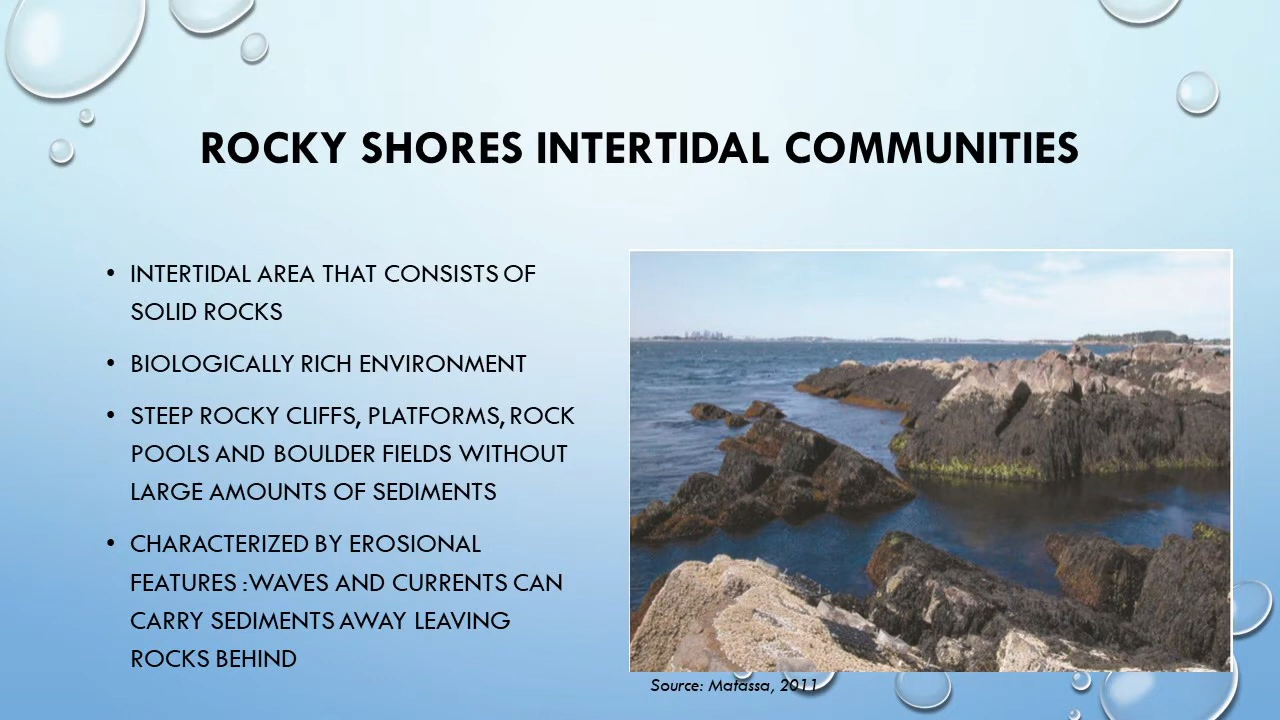 ROCKY SHORES INTERTIDAL COMMUNITIES
• INTERTIDAL AREA THAT CONSISTS OF
SOLID ROCKS
• BIOLOGICALLY RICH ENVIRONMENT
• STEEP ROCKY CLIFFS, PLATFORMS, ROCK
POOLS AND BOULDER FIELDS WITHOUT
LARGE AMOUNTS OF SEDIMENTS
• CHARACTERIZED BY EROSIONAL
FEATURES :WAVES AND CURRENTS CAN
CARRY SEDIMENTS AWAY LEAVING
ROCKS BEHIND
Source: Matassa, 2011